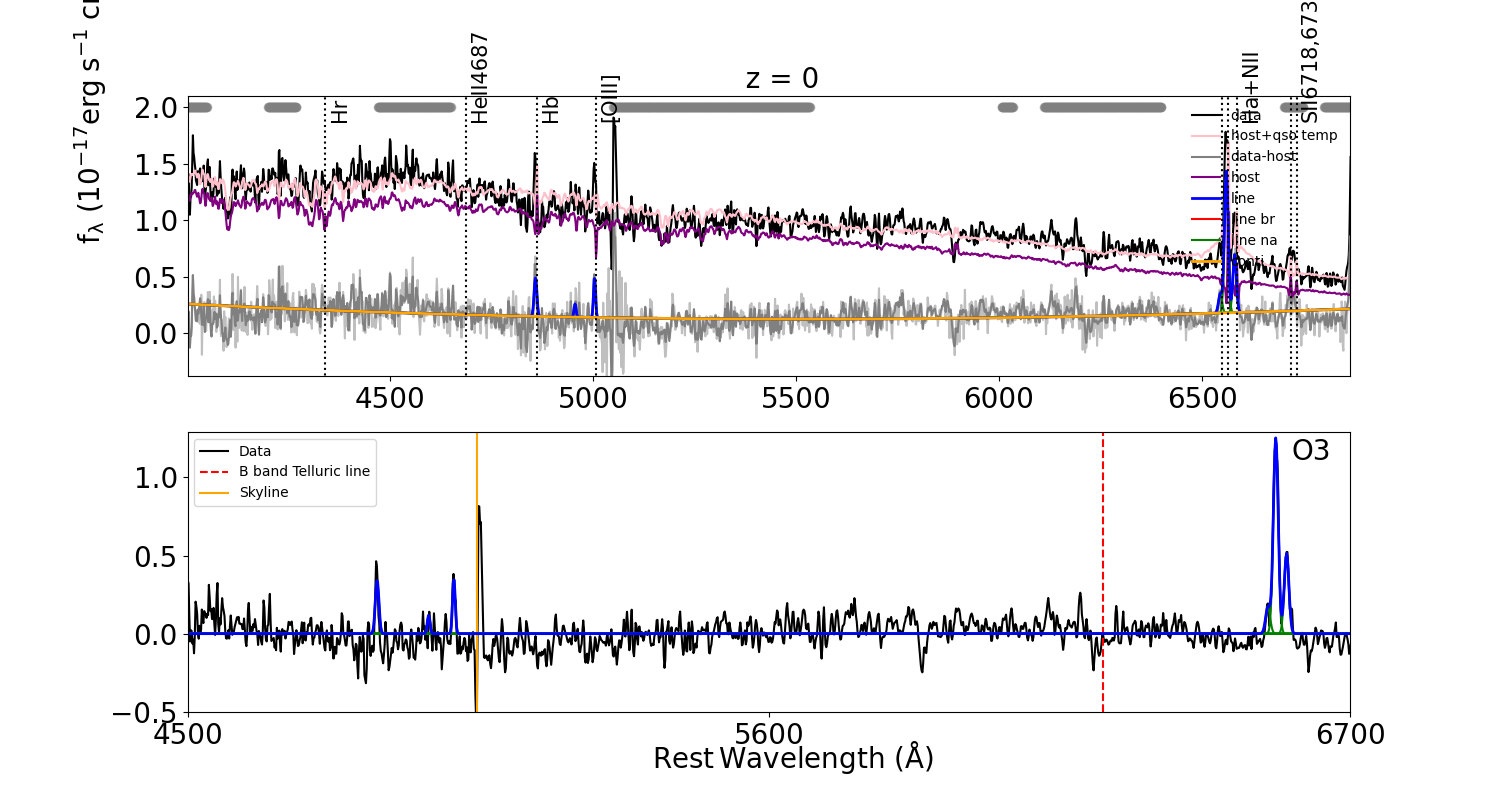 z = 0
f_λ (10^−17 erg s^−1 c
2.0
1.5
1.0
0.5
0.0
Hr
HeII4687
Hb
[OIII]
Ha+NII
SII6718,673
data
host+qso temp
data-host
host
line
line br
line na
4500
5000
5500
6000
6500
O3
Data
B band Telluric line
Skyline
1.0
0.5
0.0
−0.5
4500
5600
6700
Rest Wavelength (Å)